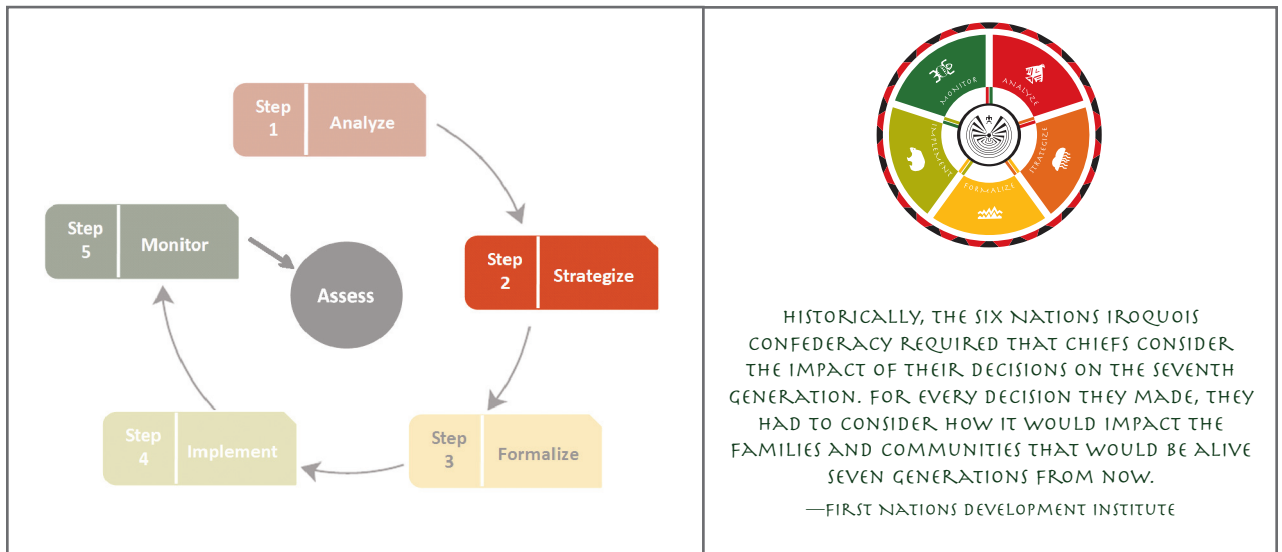 Step
1
Analyze
Step
2
Strategize
Step
3
Formalize
Step
4
Implement
Step
5
Monitor
Assess
MONITOR
ANALYZE
STRATEGIZE
FORMALIZE
IMPLEMENT
HISTORICALLY, THE SIX NATIONS IROQUOIS
CONFEDERACY REQUIRED THAT CHIEFS CONSIDER
THE IMPACT OF THEIR DECISIONS ON THE SEVENTH
GENERATION. FOR EVERY DECISION THEY MADE, THEY
HAD TO CONSIDER HOW IT WOULD IMPACT THE
FAMILIES AND COMMUNITIES THAT WOULD BE ALIVE
SEVEN GENERATIONS FROM NOW.
—FIRST NATIONS DEVELOPMENT INSTITUTE